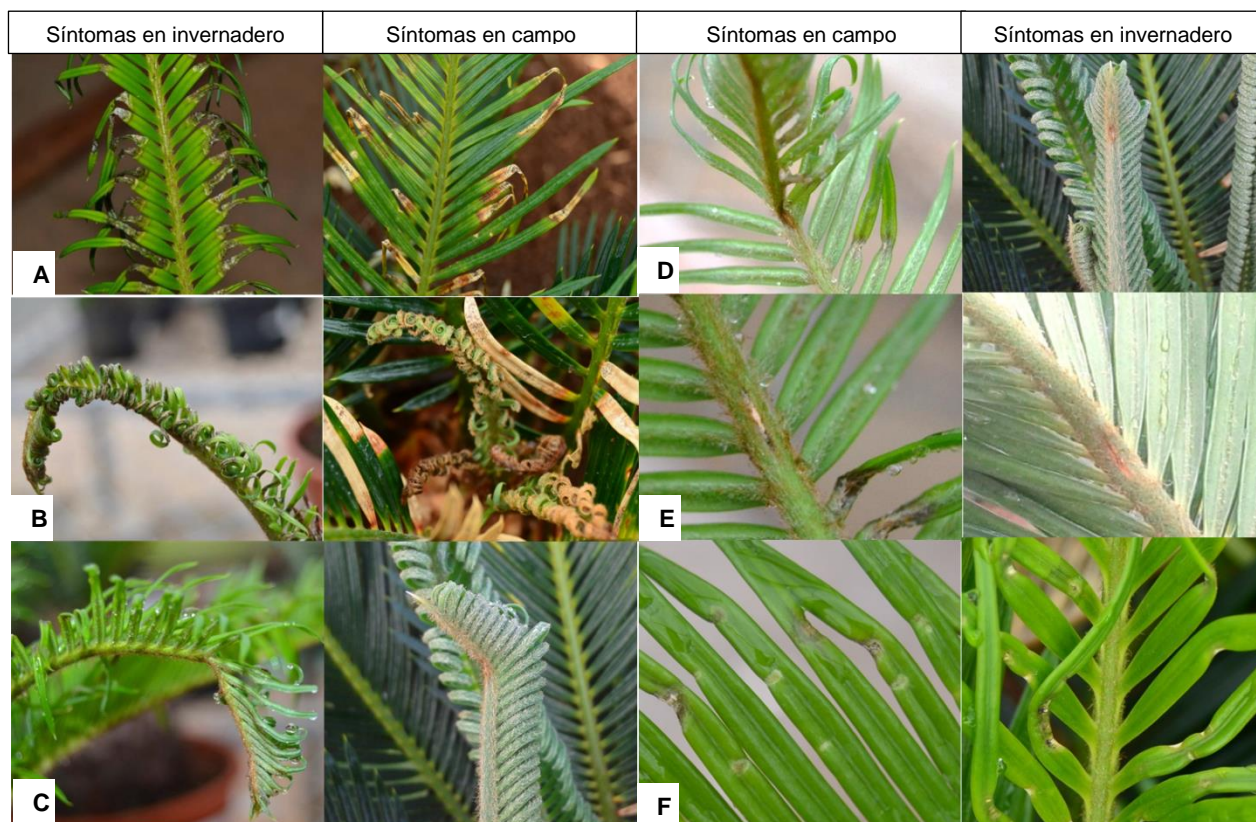 Síntomas en invernadero
Síntomas en campo
Síntomas en campo
Síntomas en invernadero
A
D
B
E
C
F